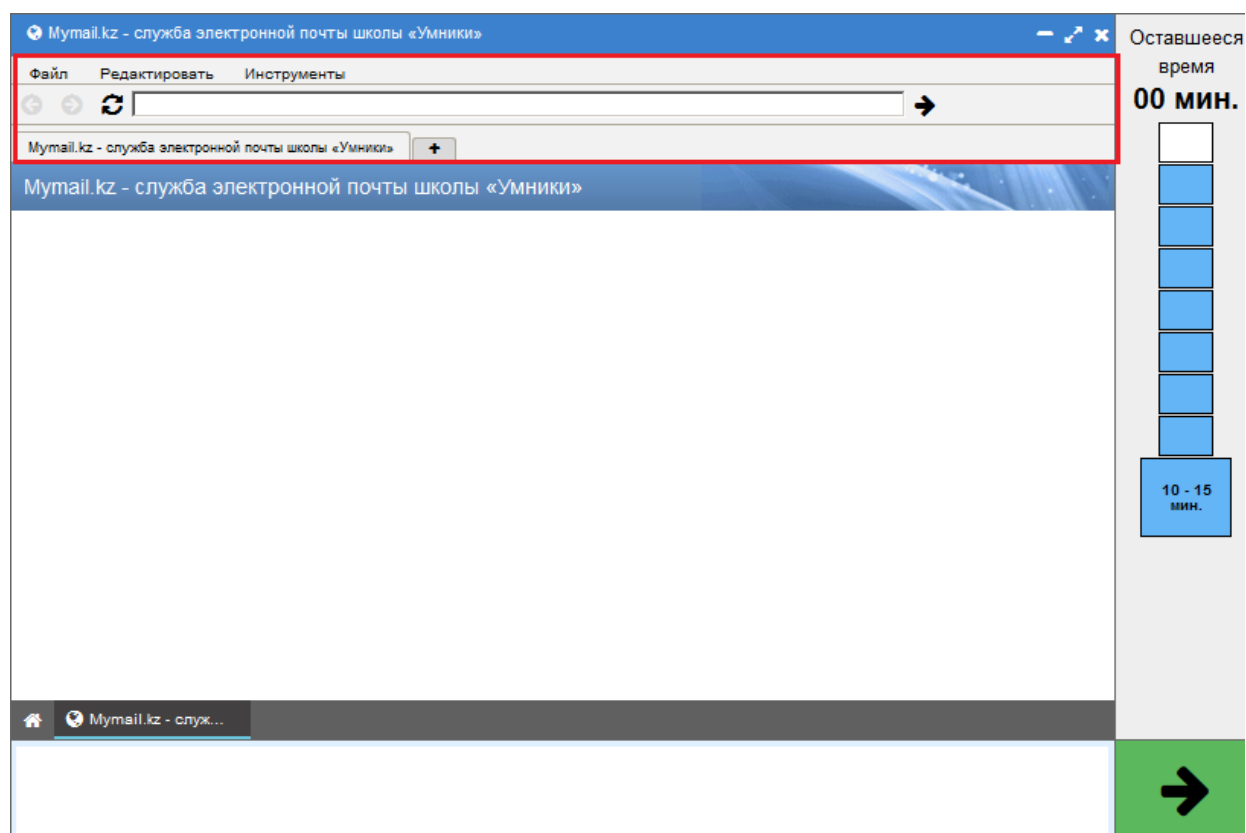 Mymail.kz - служба электронной почты школы «Умники»
Файл Редактировать Инструменты
Mymail.kz - служба электронной почты школы «Умники» +
Mymail.kz - служба электронной почты школы «Умники»
Mymail.kz - служ...
Оставшееся
время
00 мин.
10 - 15
мин.